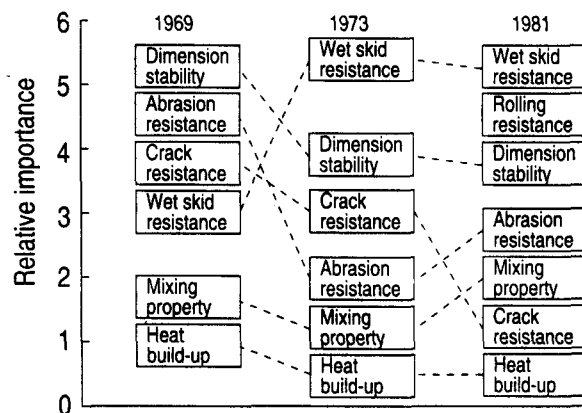 1969
1973
1981
Relative importance
6
5
4
3
2
1
0
Dimension
stability
Abrasion
resistance
Crack
resistance
Wet skid
resistance
Mixing
property
Heat
build-up
Wet skid
resistance
Dimension
stability
Crack
resistance
Abrasion
resistance
Mixing
property
Heat
build-up
Wet skid
resistance
Rolling
resistance
Dimension
stability
Abrasion
resistance
Mixing
property
Crack
resistance
Heat
build-up